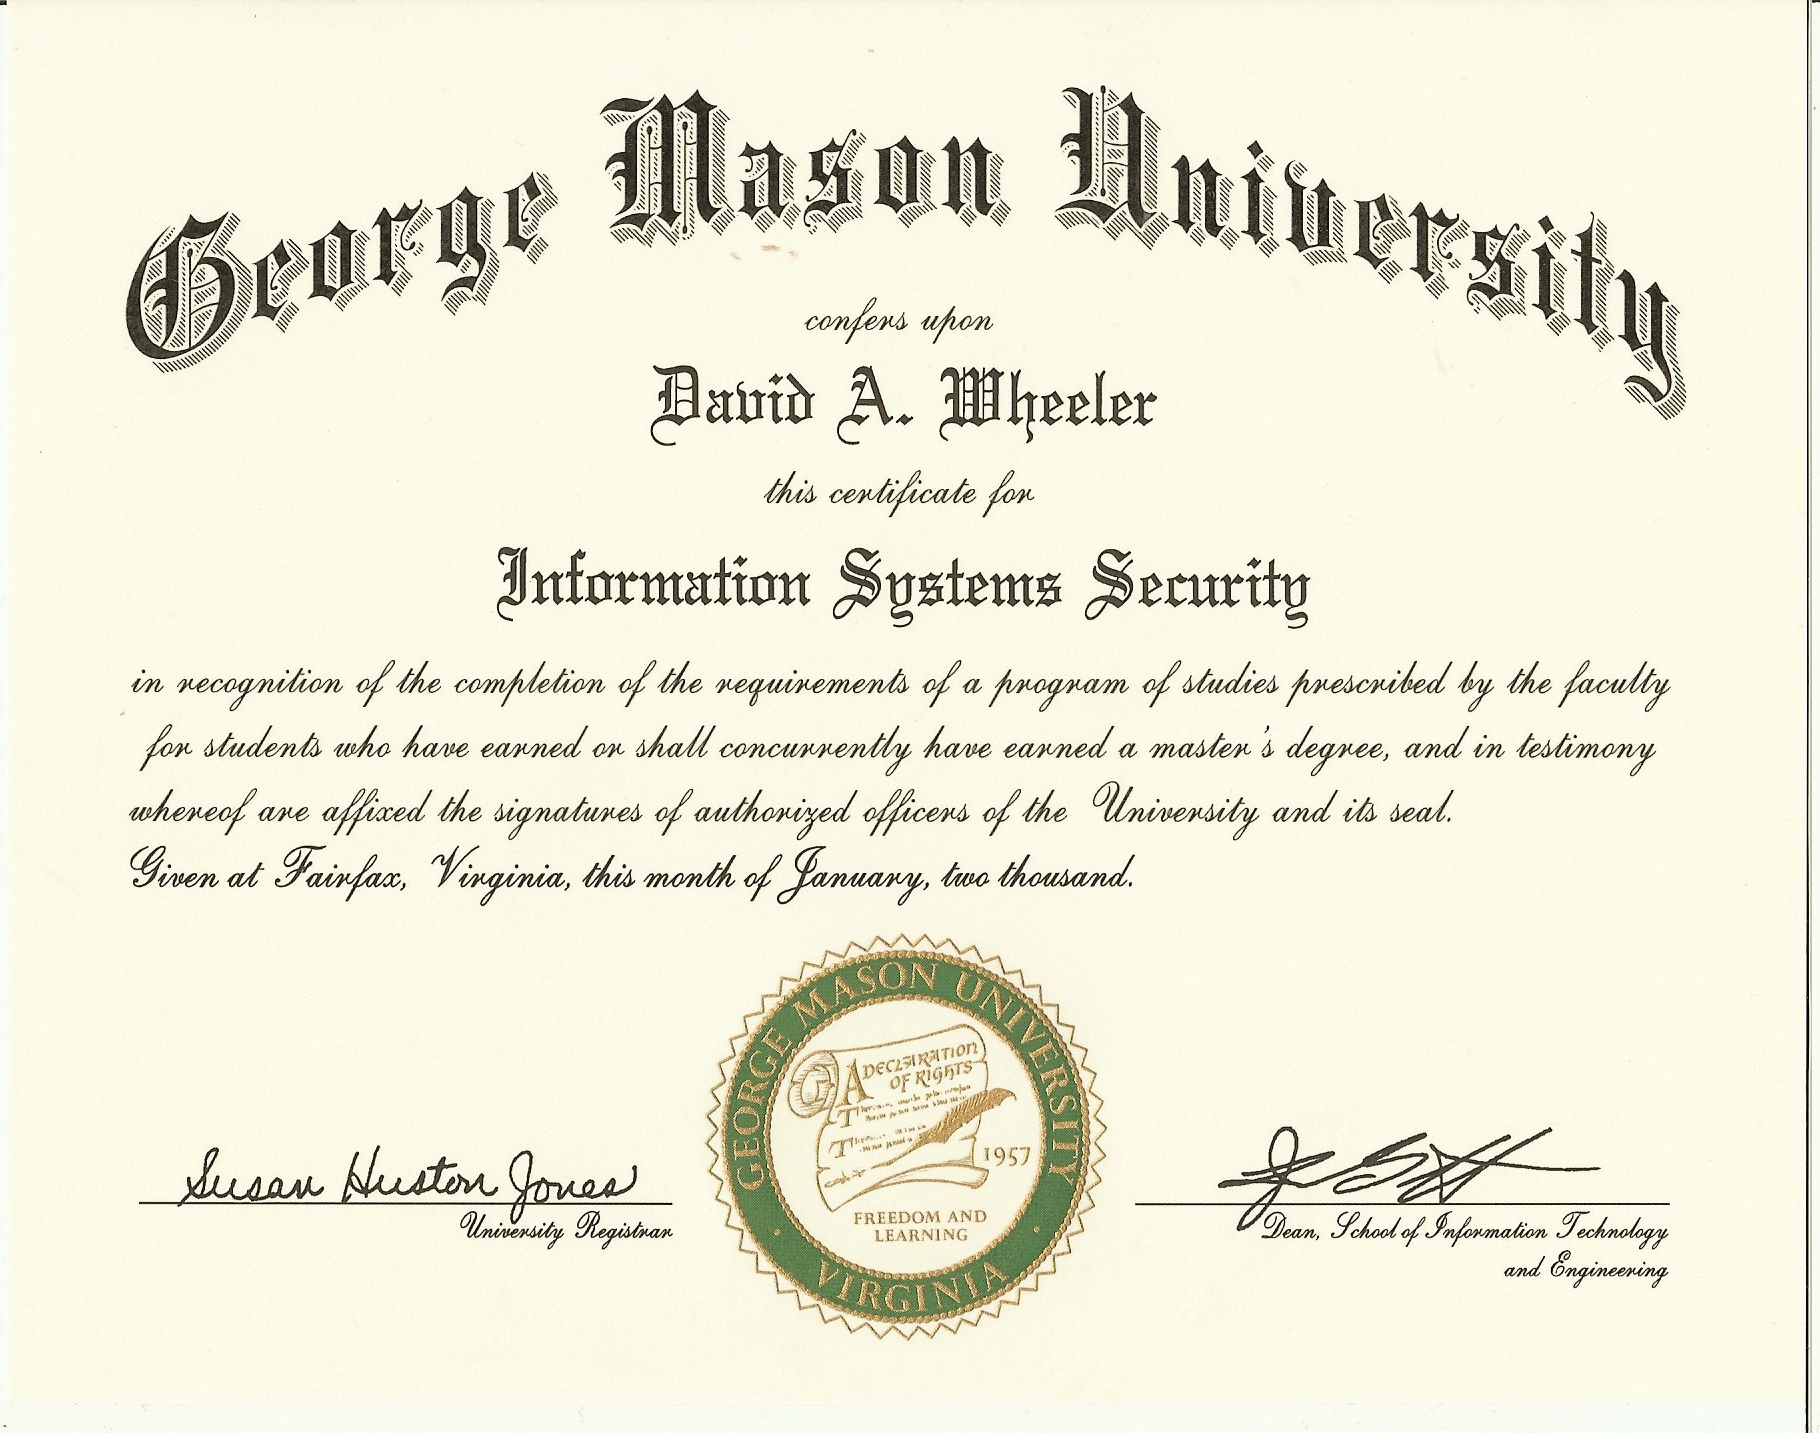 George Mason University
confers upon
David A. Wheeler
this certificate for
Information Systems Security
in recognition of the completion of the requirements of a program of studies prescribed by the faculty
for students who have earned or shall concurrently have earned a master's degree, and in testimony
whereof are affixed the signatures of authorized officers of the University and its seal.
Given at Fairfax, Virginia, this month of January, two thousand.
GEORGE MASON UNIVERSITY
A DECLARATION
OF RIGHTS
1957
FREEDOM AND
LEARNING
VIRGINIA
Susan Huston Jones
University Registrar
Dean, School of Information Technology
and Engineering